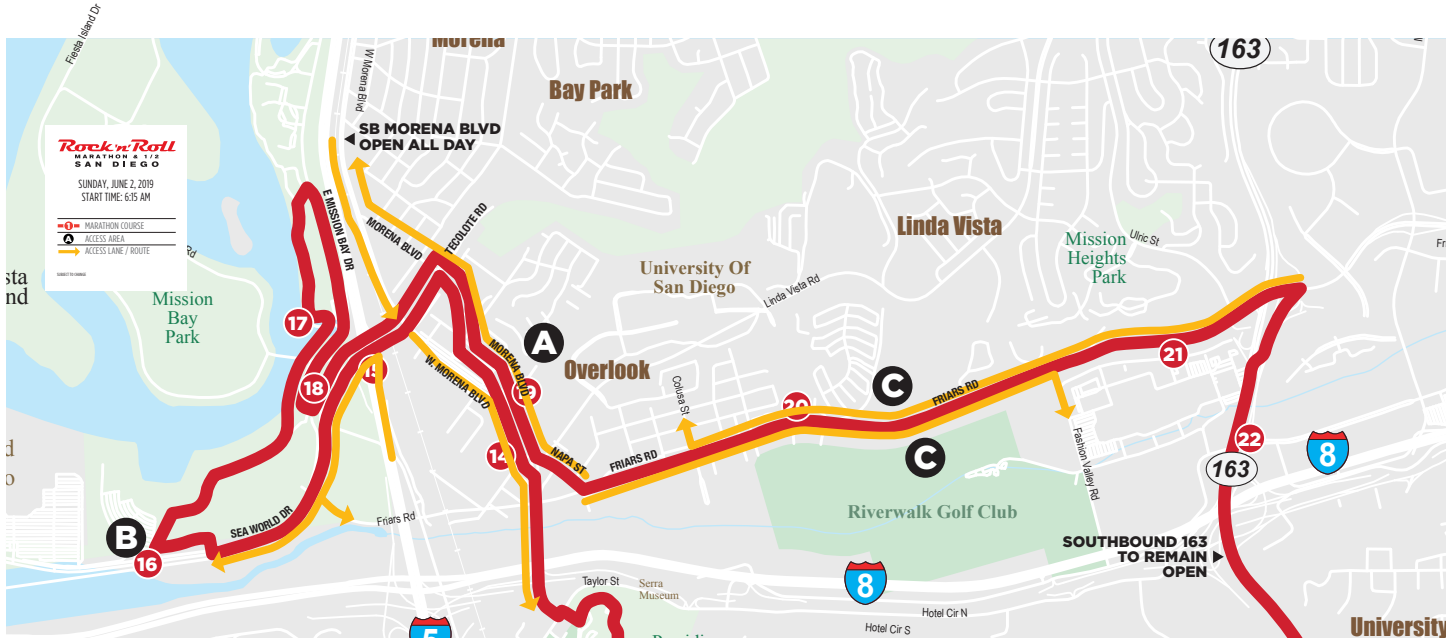 Fiesta Island Dr
W Morena Blvd
Morena
Bay Park
163
SB MORENA BLVD
OPEN ALL DAY
Rock'n'Roll
MARATHON & 1/2
SAN DIEGO
SUNDAY, JUNE 2, 2019
START TIME: 6:15 AM
1 MARATHON COURSE
A ACCESS AREA
ACCESS LANE / ROUTE
SUBJECT TO CHANGE
Rd
E MISSION BAY DR
MORENA BLVD
TECOLOTE RD
Linda Vista
Mission
Heights
Park
Ulric St
University Of
San Diego
Linda Vista Rd
Mission
Bay
Park
17
18
15
A
Overlook
MORENA BLVD
W. MORENA BLVD
Colusa St
20
C
FRIARS RD
21
14
NAPA ST
FRIARS RD
C
Fashion Valley Rd
22
163
8
B
16
SEA WORLD DR
Friars Rd
Riverwalk Golf Club
SOUTHBOUND 163
TO REMAIN
OPEN
8
Taylor St
Serra
Museum
Hotel Cir N
Hotel Cir S
5
University